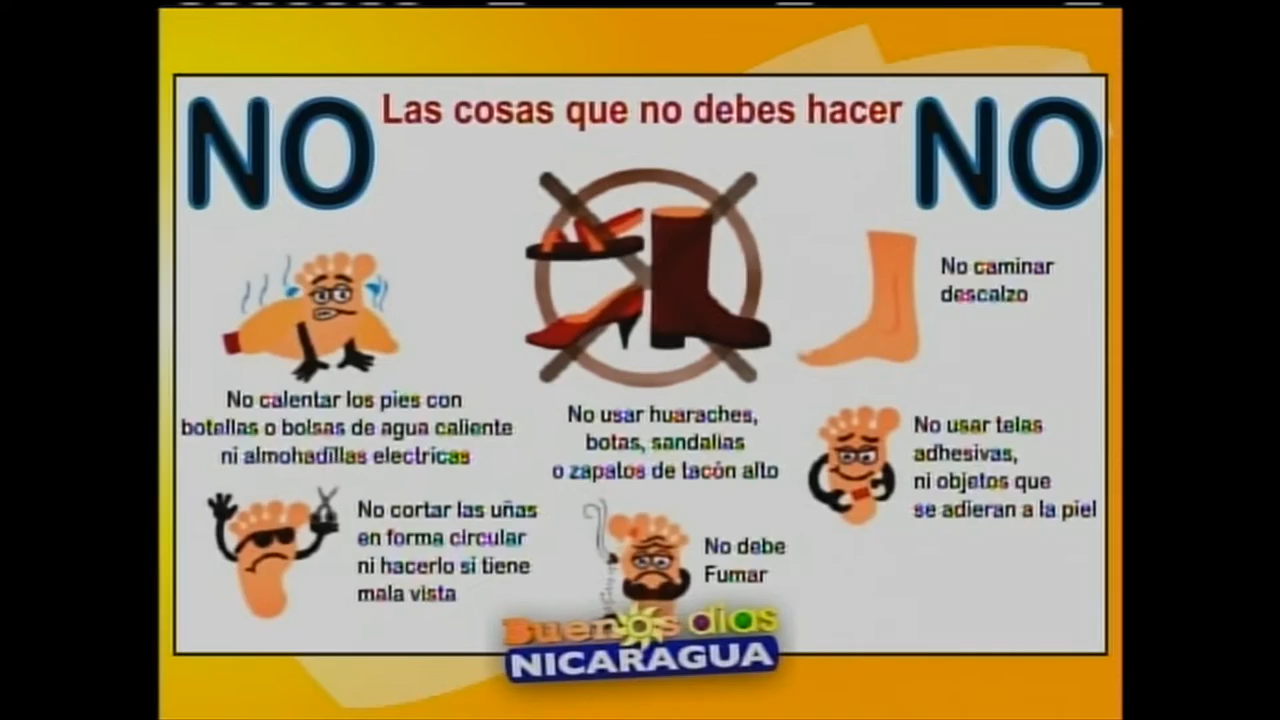 NO
Las cosas que no debes hacer
NO
No calentar los pies con
botellas o bolsas de agua caliente
ni almohadillas electricas
No usar huaraches,
botas, sandalias
o zapatos de tacón alto
No caminar
descalzo
No usar telas
adhesivas,
ni objetos que
se adieran a la piel
No cortar las uñas
en forma circular
ni hacerlo si tiene
mala vista
No debe
Fumar
Buenos días
NICARAGUA